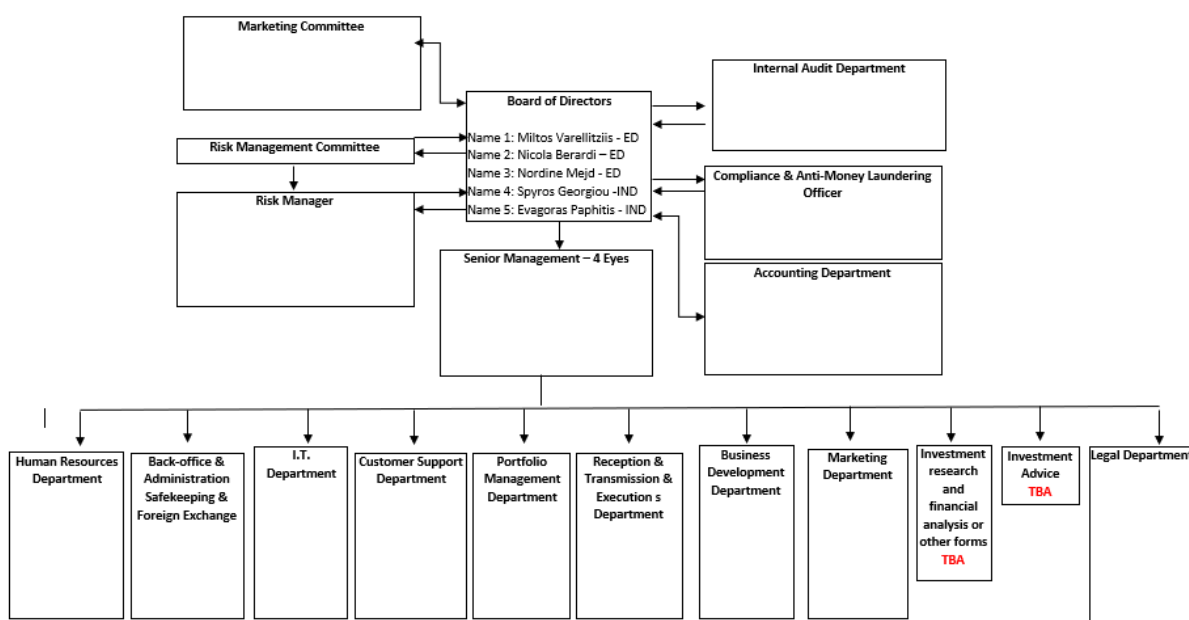 Marketing Committee
Internal Audit Department
Board of Directors
Name 1: Miltos Varellitziis - ED
Name 2: Nicola Berardi – ED
Name 3: Nordine Mejd - ED
Name 4: Spyros Georgiou -IND
Name 5: Evagoras Paphitis - IND
Risk Management Committee
Risk Manager
Compliance & Anti-Money Laundering
Officer
Senior Management – 4 Eyes
Accounting Department
Human Resources
Department
Back-office &
Administration
Safekeeping &
Foreign Exchange
I.T.
Department
Customer Support
Department
Portfolio
Management
Department
Reception &
Transmission &
Execution s
Department
Business
Development
Department
Marketing
Department
Investment
research
and
financial
analysis or
other forms
TBA
Investment
Advice
TBA
Legal Department